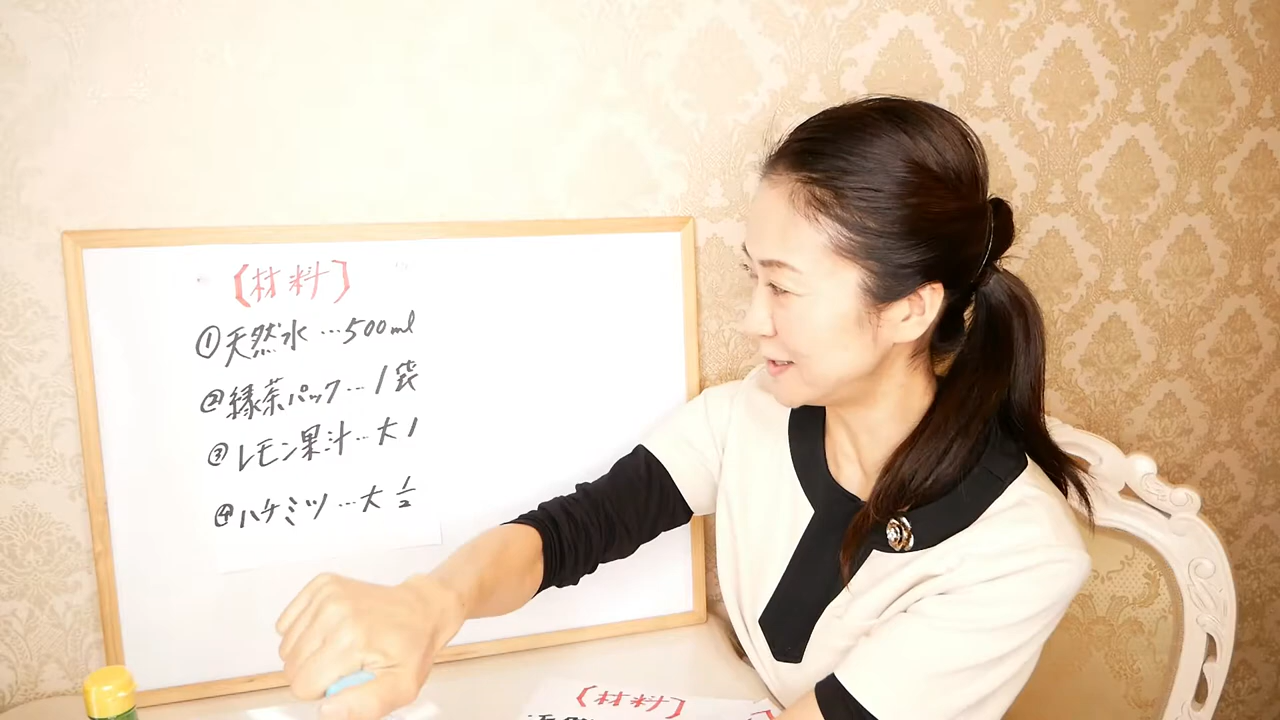 【材料】
①天然水…500ml
②緑茶パック…1袋
③レモン果汁…大1
④ハチミツ…大1/2
【材料】